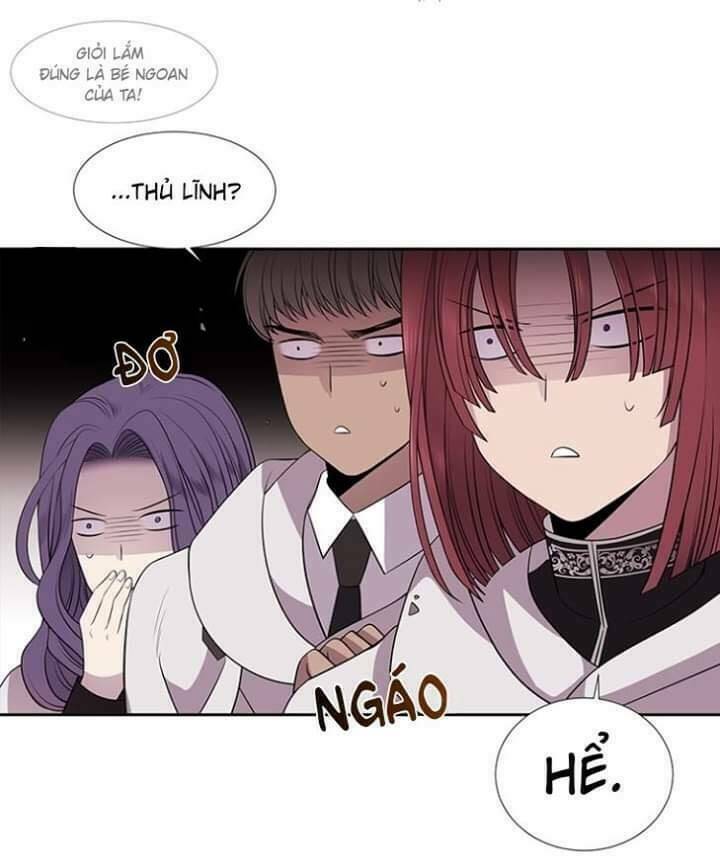 GIỎI LẮM
ĐÚNG LÀ BÉ NGOAN
CỦA TA!
...THỦ LĨNH?
ĐƠ
NGÁO
HỂ.